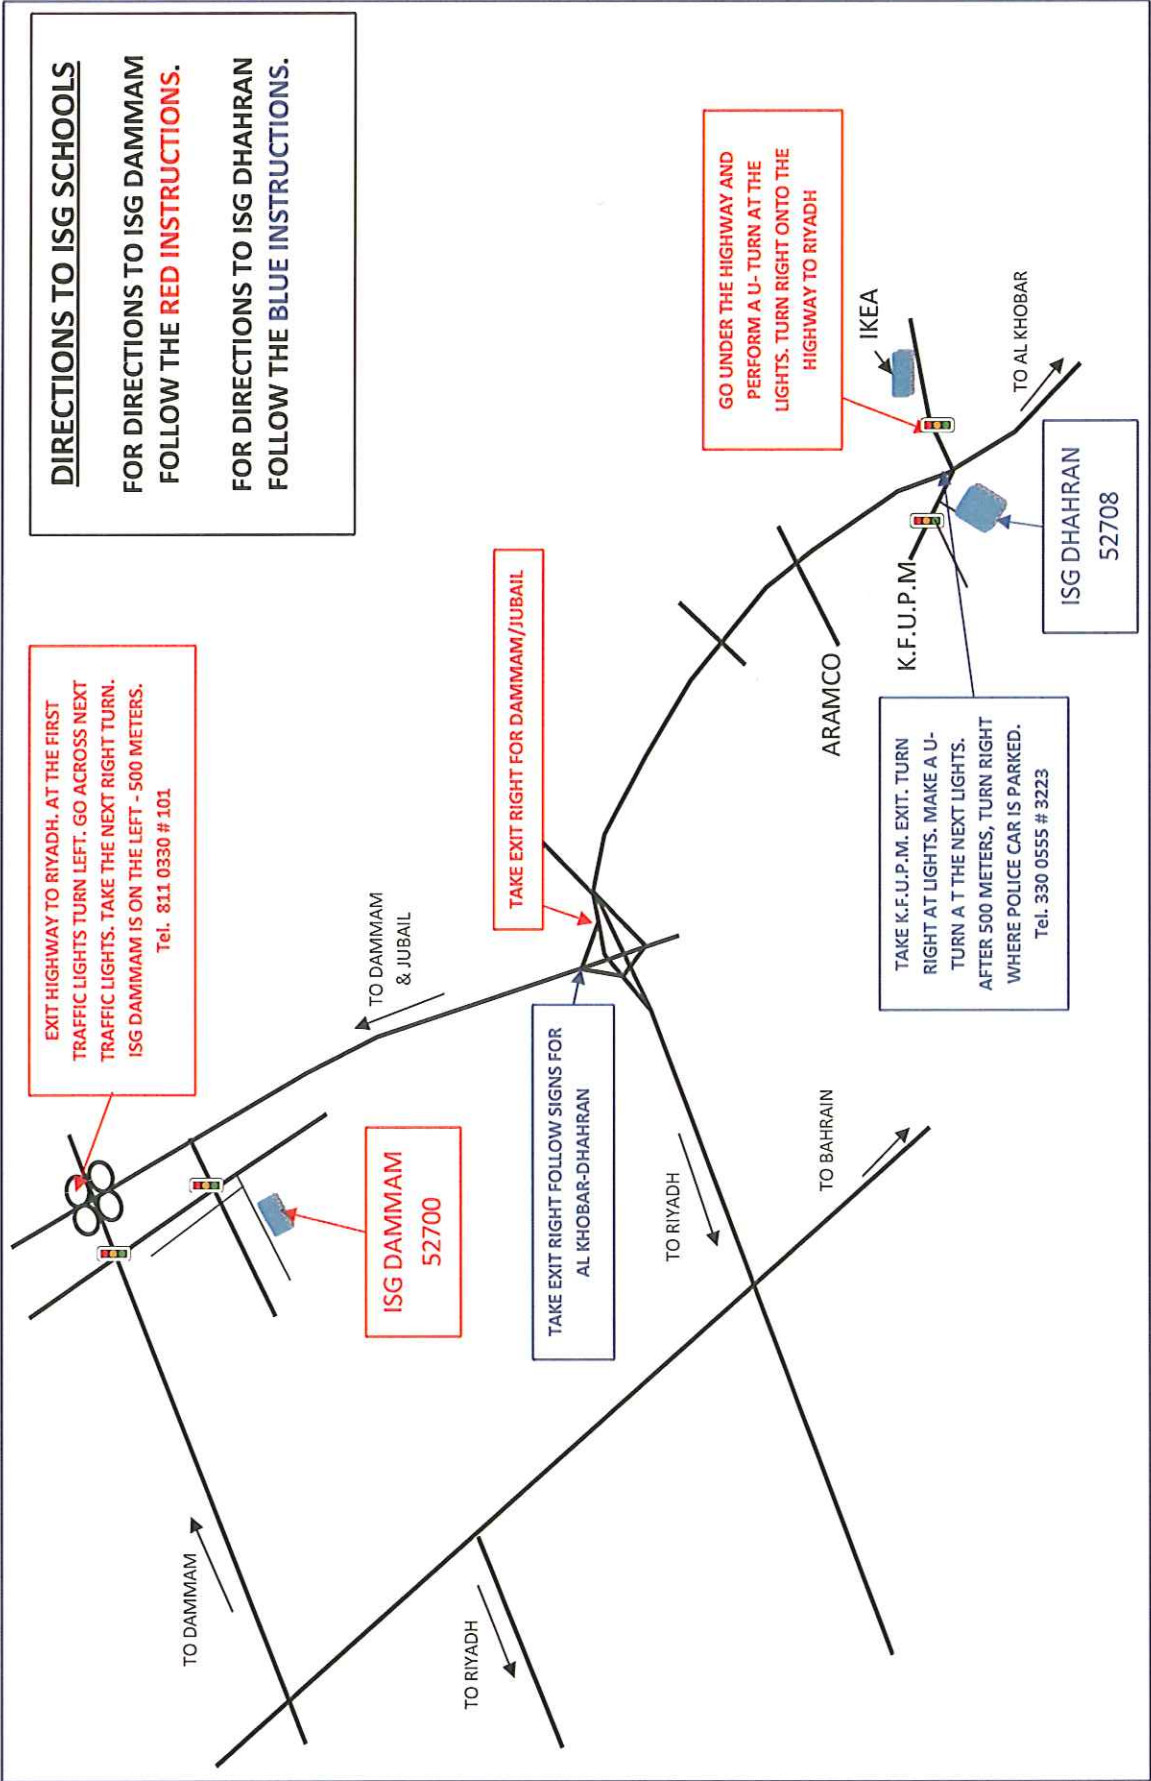 DIRECTIONS TO ISG SCHOOLS
FOR DIRECTIONS TO ISG DAMMAM
FOLLOW THE RED INSTRUCTIONS.
FOR DIRECTIONS TO ISG DHAHRAN
FOLLOW THE BLUE INSTRUCTIONS.
EXIT HIGHWAY TO RIYADH. AT THE FIRST
TRAFFIC LIGHTS TURN LEFT. GO ACROSS NEXT
TRAFFIC LIGHTS. TAKE THE NEXT RIGHT TURN.
ISG DAMMAM IS ON THE LEFT - 500 METERS.
Tel. 811 0330 # 101
TO DAMMAM
TO DAMMAM
& JUBAIL
ISG DAMMAM
52700
TO RIYADH
TAKE EXIT RIGHT FOR DAMMAM/JUBAIL
TAKE EXIT RIGHT FOLLOW SIGNS FOR
AL KHOBAR-DHAHRAN
TO RIYADH
TO BAHRAIN
GO UNDER THE HIGHWAY AND
PERFORM A U- TURN AT THE
LIGHTS. TURN RIGHT ONTO THE
HIGHWAY TO RIYADH
IKEA
ARAMCO
K.F.U.P.M
TO AL KHOBAR
TAKE K.F.U.P.M. EXIT. TURN
RIGHT AT LIGHTS. MAKE A U-
TURN A T THE NEXT LIGHTS.
AFTER 500 METERS, TURN RIGHT
WHERE POLICE CAR IS PARKED.
Tel. 330 0555 # 3223
ISG DHAHRAN
52708